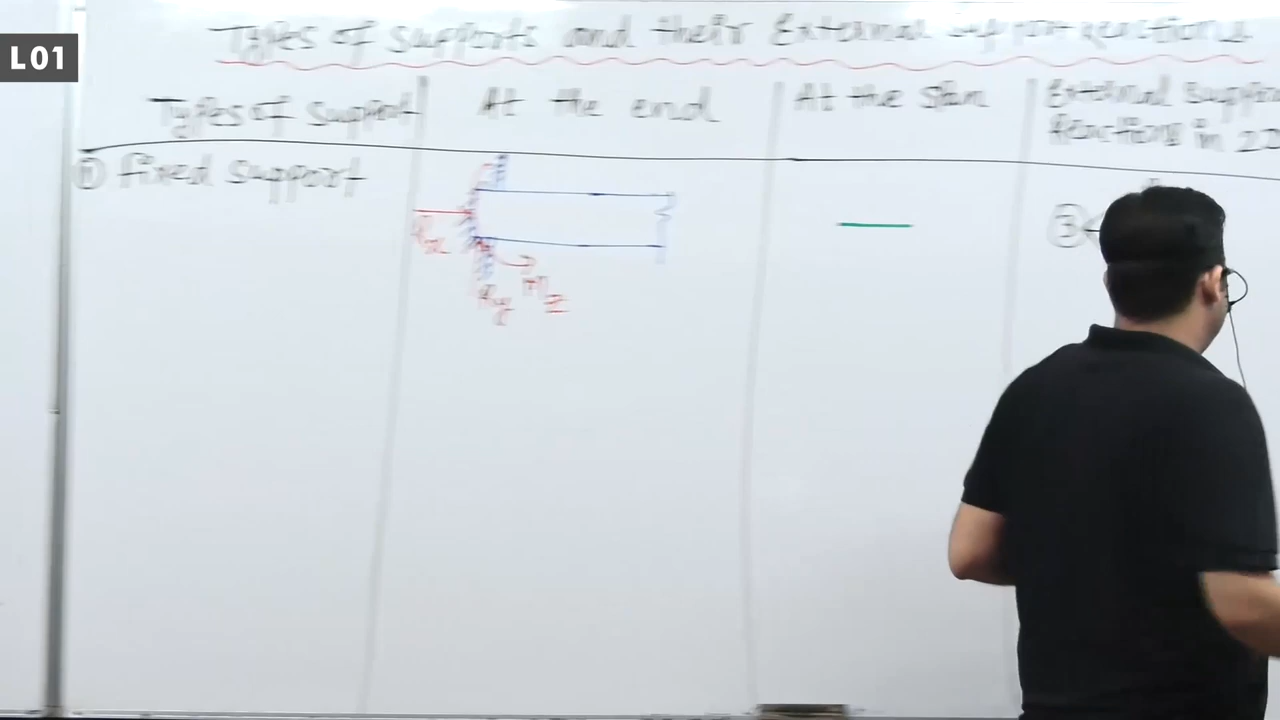 L01
Types of Supports and their External Support Reactions
Types of Support
At the end
At the Span
External Suppo
Reactions in 2D
① fixed Support
③
Rx
Mz
Ry